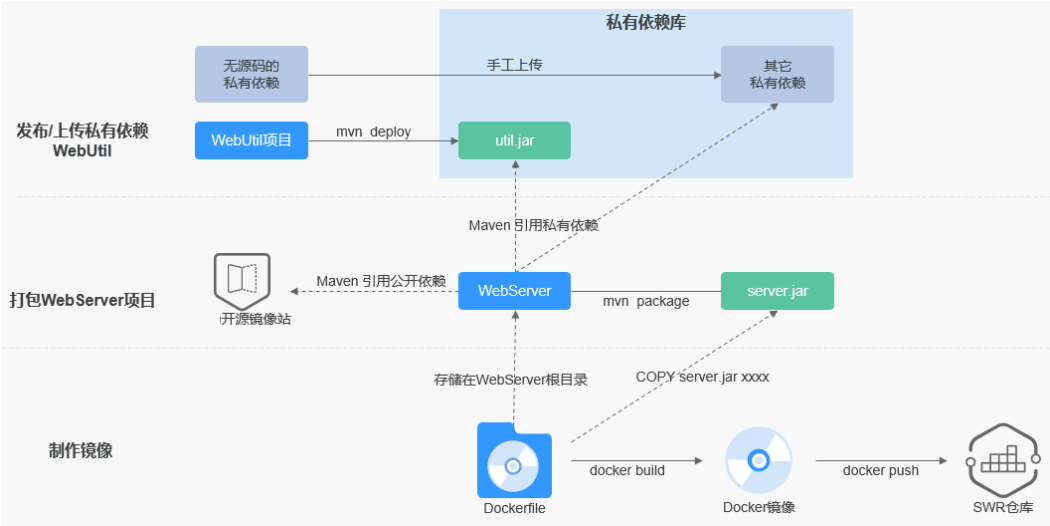 私有依赖库
无源码的
私有依赖
手工上传
其它
私有依赖
发布/上传私有依赖
WebUtil
WebUtil项目
mvn deploy
util.jar
Maven 引用私有依赖
打包WebServer项目
开源镜像站
Maven 引用公开依赖
WebServer
mvn package
server.jar
存储在WebServer根目录
COPY server.jar xxxx
制作镜像
Dockerfile
docker build
Docker镜像
docker push
SWR仓库